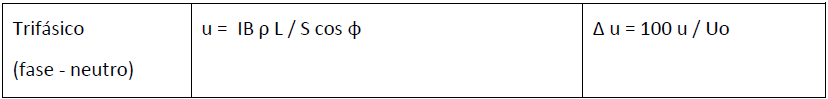 Trifásico
(fase - neutro)
u =  IB ρ L / S cos φ
Δ u = 100 u / Uo